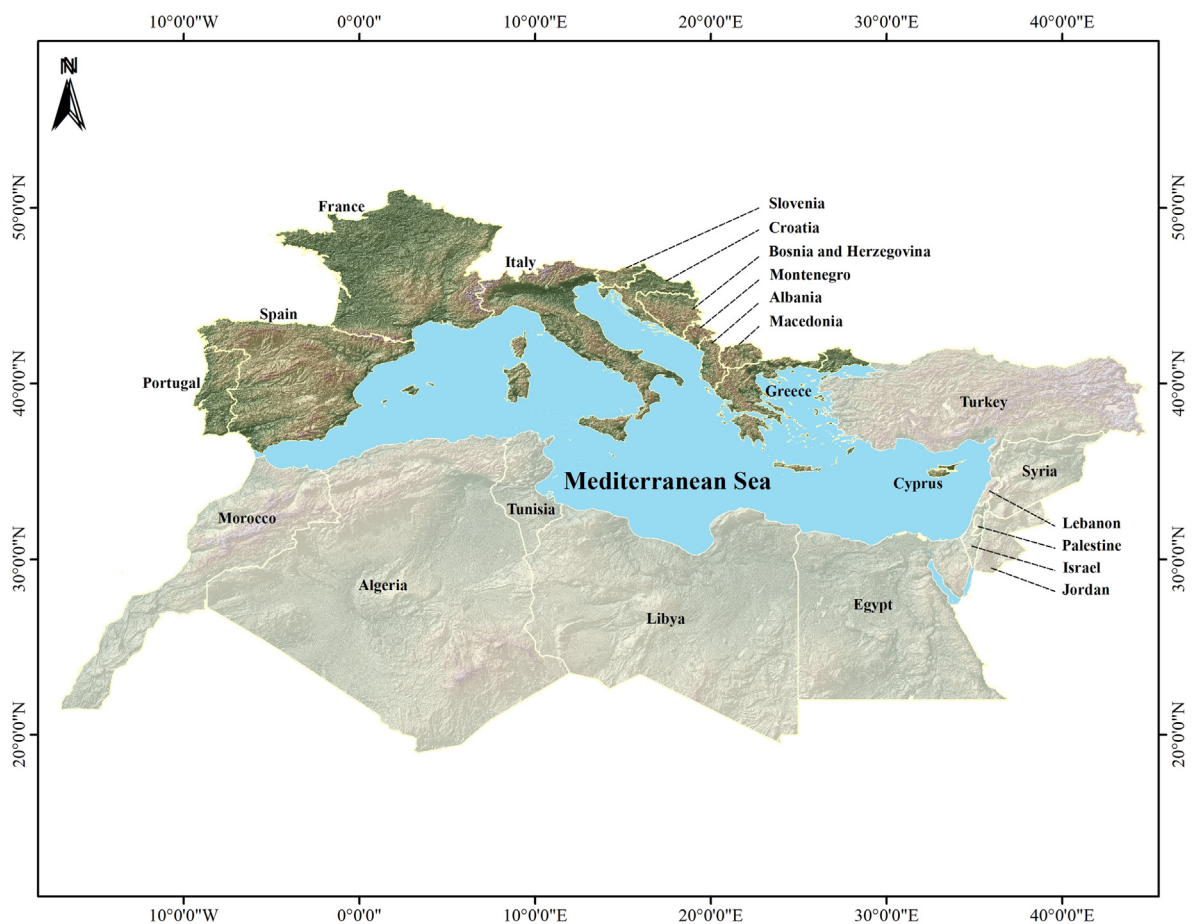 10°0'0"W 0°0'0" 10°0'0"E 20°0'0"E 30°0'0"E 40°0'0"E
N
50°0'0"N
50°0'0"N
France
Slovenia
Croatia
Bosnia and Herzegovina
Italy
Montenegro
Albania
Spain
Macedonia
40°0'0"N
40°0'0"N
Portugal
Greece
Turkey
Mediterranean Sea
Cyprus
Syria
Tunisia
Morocco
Lebanon
Palestine
30°0'0"N
30°0'0"N
Israel
Algeria
Jordan
Egypt
Libya
20°0'0"N
20°0'0"N
10°0'0"W 0°0'0" 10°0'0"E 20°0'0"E 30°0'0"E 40°0'0"E